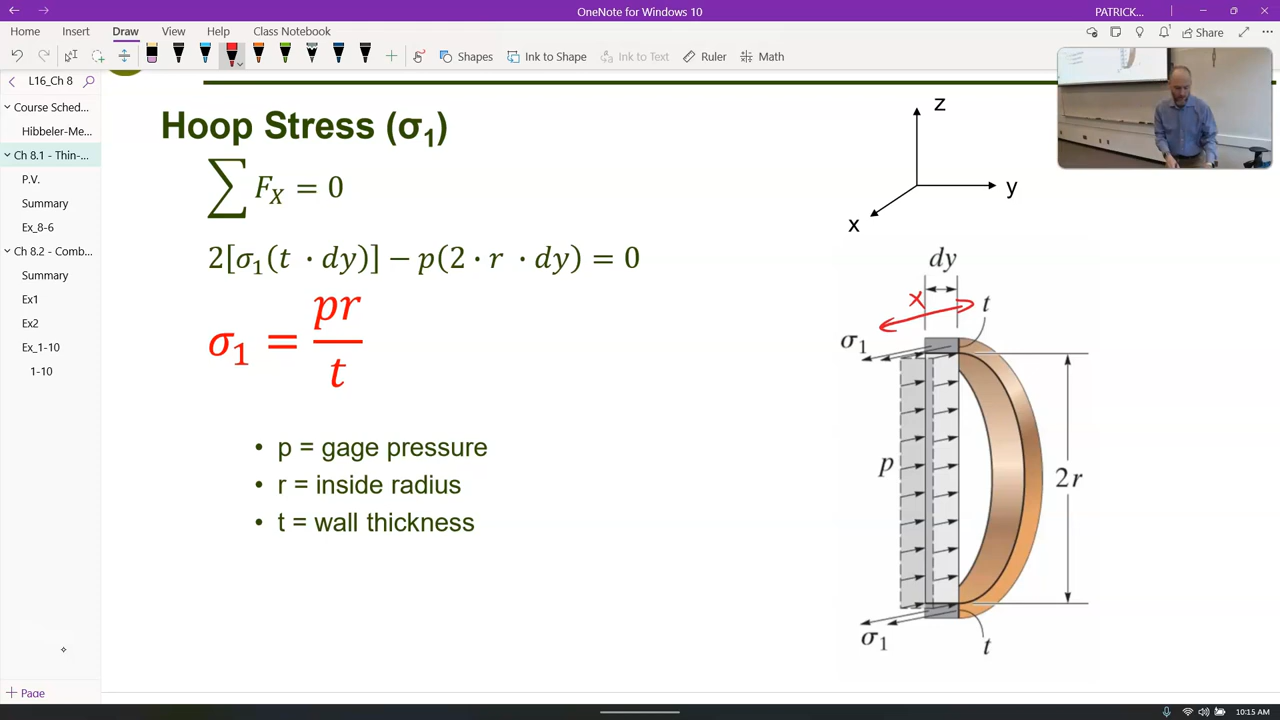 OneNote for Windows 10
PATRICK...
Home Insert Draw View Help Class Notebook
Share
Shapes Ink to Shape Ink to Text Ruler Math
L16_Ch 8
Course Sched...
Hibbeler-Me...
Ch 8.1 - Thin-...
P.V.
Summary
Ex_8-6
Ch 8.2 - Comb...
Summary
Ex1
Ex2
Ex_1-10
1-10
Page
Hoop Stress (σ₁)
∑ F_X = 0
2[σ₁(t · dy)] − p(2 · r · dy) = 0
σ₁ = pr/t
• p = gage pressure
• r = inside radius
• t = wall thickness
z
y
x
dy
x
t
σ₁
p
2r
σ₁
t
10:15 AM